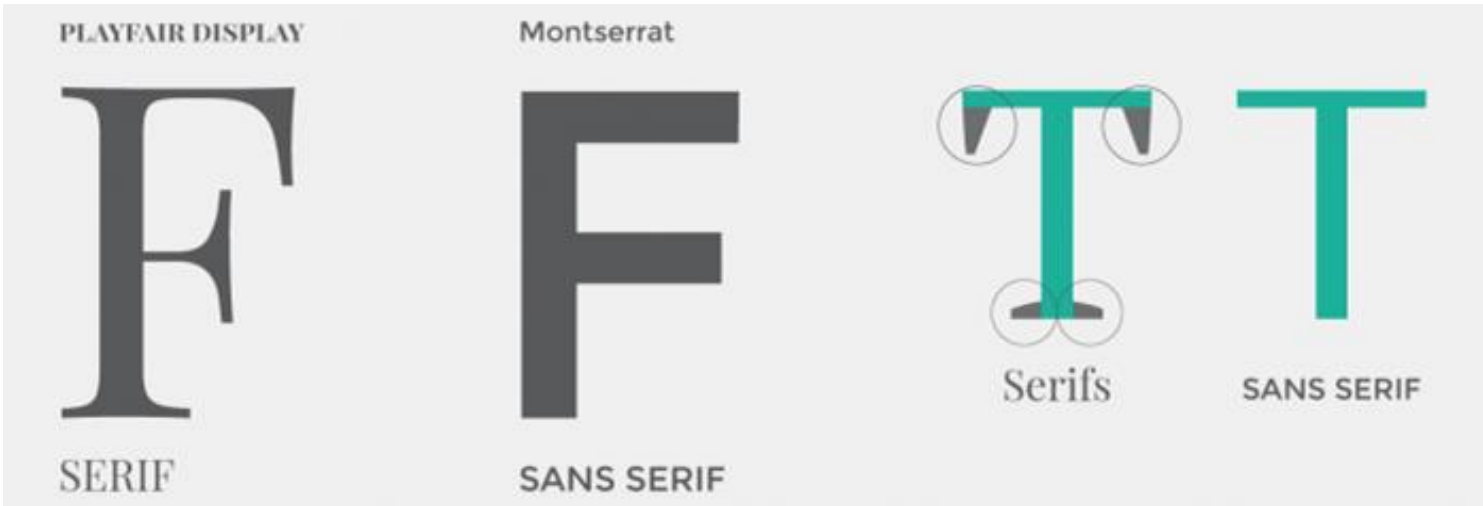 PLAYFAIR DISPLAY
Montserrat
F
F
T
T
Serifs
SANS SERIF
SERIF
SANS SERIF